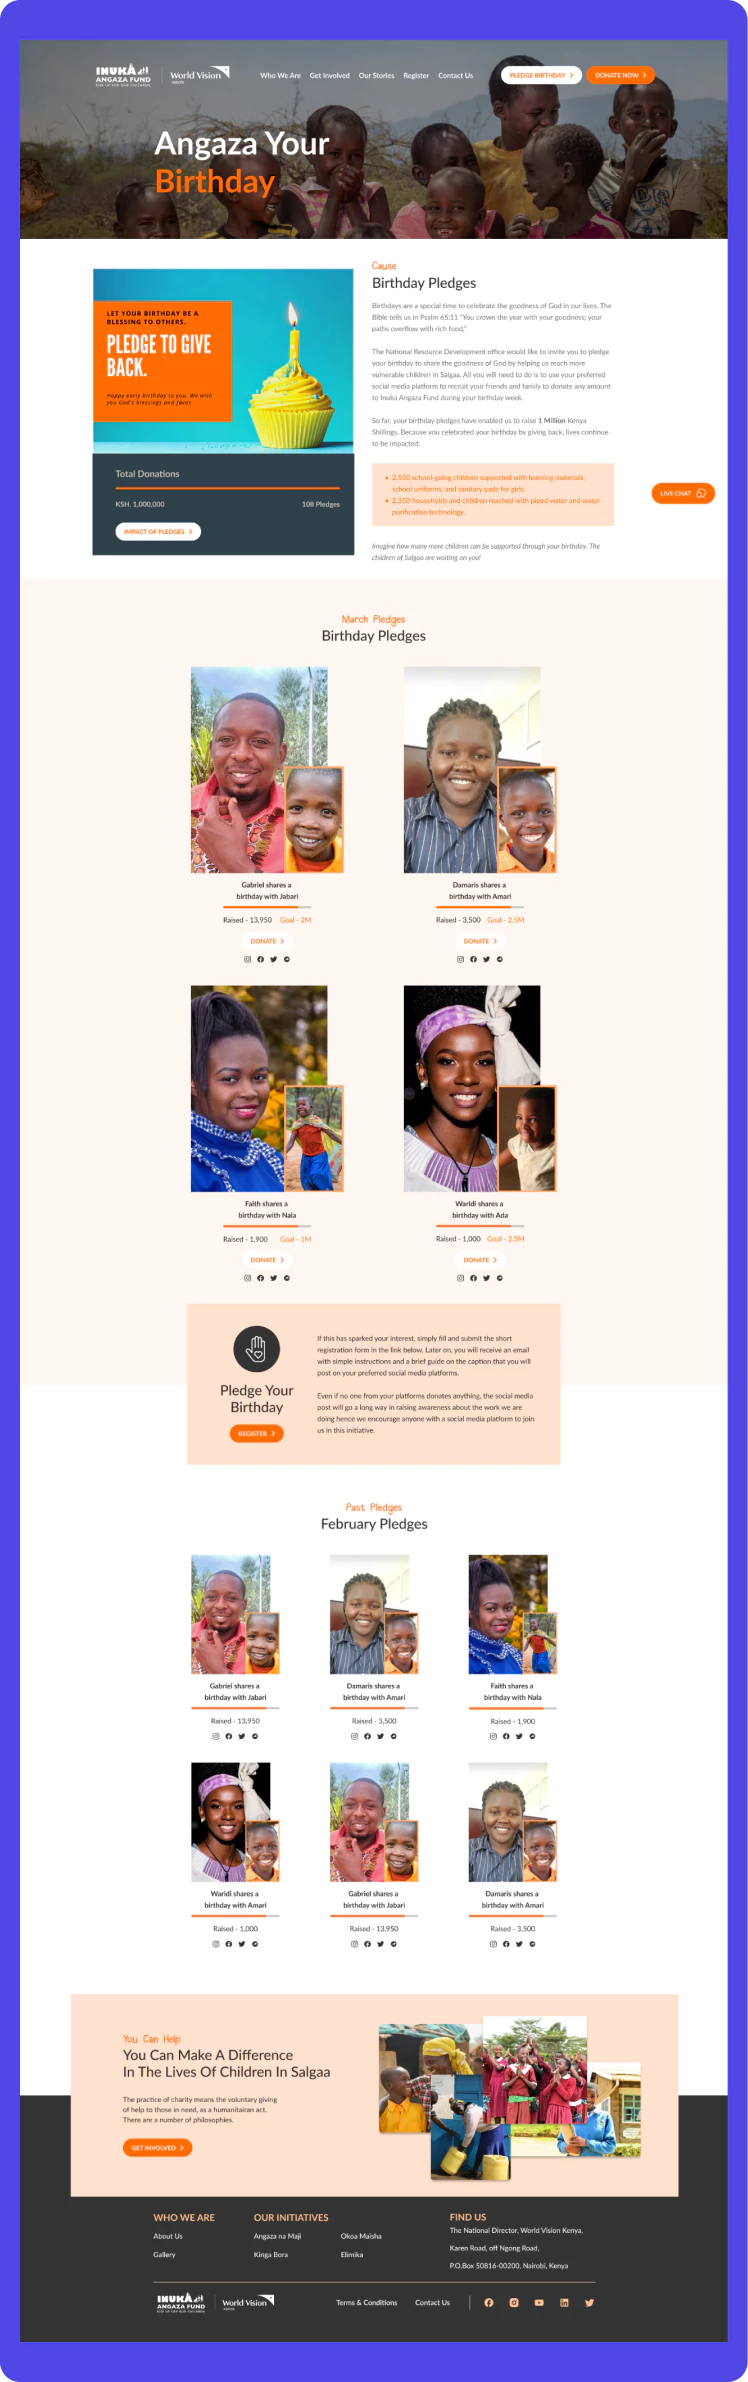 INUKA
ANGAZA FUND
RISE UP FOR OUR CHILDREN
World Vision
KENYA
Who We Are
Get Involved
Our Stories
Register
Contact Us
PLEDGE BIRTHDAY
DONATE NOW
Angaza Your
Birthday
LET YOUR BIRTHDAY BE A
BLESSING TO OTHERS.
PLEDGE TO GIVE
BACK.
Happy early birthday to you. We wish
you God's blessings and favor.
Total Donations
KSH. 1,000,000
108 Pledges
IMPACT OF PLEDGES
Cause
Birthday Pledges
Birthdays are a special time to celebrate the goodness of God in our lives. The
Bible tells us in Psalm 65:11 "You crown the year with your goodness; your
paths overflow with rich food,"
The National Resource Development office would like to invite you to pledge
your birthday to share the goodness of God by helping us reach more
vulnerable children in Salgaa. All you will need to do is to use your preferred
social media platform to recruit your friends and family to donate any amount
to Inuka Angaza Fund during your birthday week.
So far, your birthday pledges have enabled us to raise 1 Million Kenya
Shillings. Because you celebrated your birthday by giving back, lives continue
to be impacted:
• 2,550 school-going children supported with learning materials,
school uniforms, and sanitary pads for girls.
• 2,350 households and children reached with piped water and water
purification technology.
Imagine how many more children can be supported through your birthday. The
children of Salgaa are waiting on you!
LIVE CHAT
March Pledges
Birthday Pledges
Gabriel shares a
birthday with Jabari
Raised - 13,950
Goal - 2M
DONATE
Damaris shares a
birthday with Amari
Raised - 3,500
Goal - 2.5M
DONATE
Faith shares a
birthday with Nala
Raised - 1,900
Goal - 1M
DONATE
Waridi shares a
birthday with Ada
Raised - 1,000
Goal - 2.5M
DONATE
Pledge Your
Birthday
REGISTER
If this has sparked your interest, simply fill and submit the short
registration form in the link below. Later on, you will receive an email
with simple instructions and a brief guide on the caption that you will
post on your preferred social media platforms.
Even if no one from your platforms donates anything, the social media
post will go a long way in raising awareness about the work we are
doing hence we encourage anyone with a social media platform to join
us in this initiative.
Past Pledges
February Pledges
Gabriel shares a
birthday with Jabari
Raised - 13,950
Damaris shares a
birthday with Amari
Raised - 3,500
Faith shares a
birthday with Nala
Raised - 1,900
Waridi shares a
birthday with Amari
Raised - 1,000
Gabriel shares a
birthday with Jabari
Raised - 13,950
Damaris shares a
birthday with Amari
Raised - 3,500
You Can Help
You Can Make A Difference
In The Lives Of Children In Salgaa
The practice of charity means the voluntary giving
of help to those in need, as a humanitairan act.
There are a number of philosophies.
GET INVOLVED
WHO WE ARE
About Us
Gallery
OUR INITIATIVES
Angaza na Maji
Okoa Maisha
Kinga Bora
Elimika
FIND US
The National Director, World Vision Kenya,
Karen Road, off Ngong Road,
P.O.Box 50816-00200, Nairobi, Kenya
INUKA
ANGAZA FUND
RISE UP FOR OUR CHILDREN
World Vision
KENYA
Terms & Conditions
Contact Us